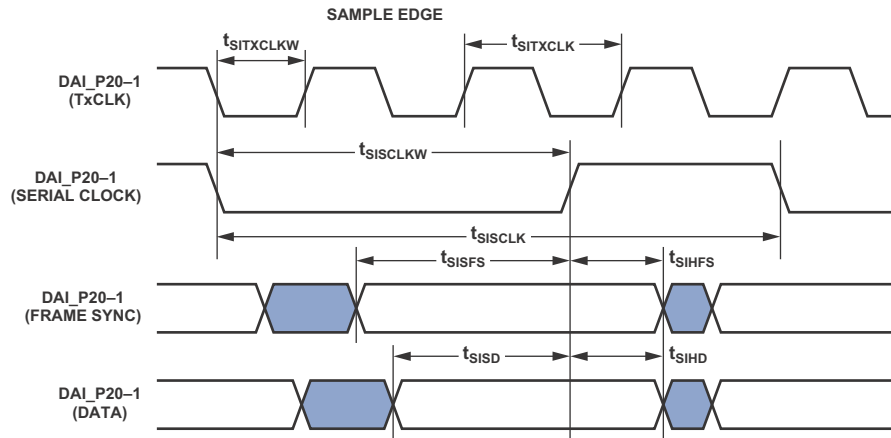 SAMPLE EDGE
tSITXCLKW
tSITXCLK
DAI_P20–1
(TxCLK)
tSISCLKW
DAI_P20–1
(SERIAL CLOCK)
tSISCLK
tSISFS
tSIHFS
DAI_P20–1
(FRAME SYNC)
tSISD
tSIHD
DAI_P20–1
(DATA)